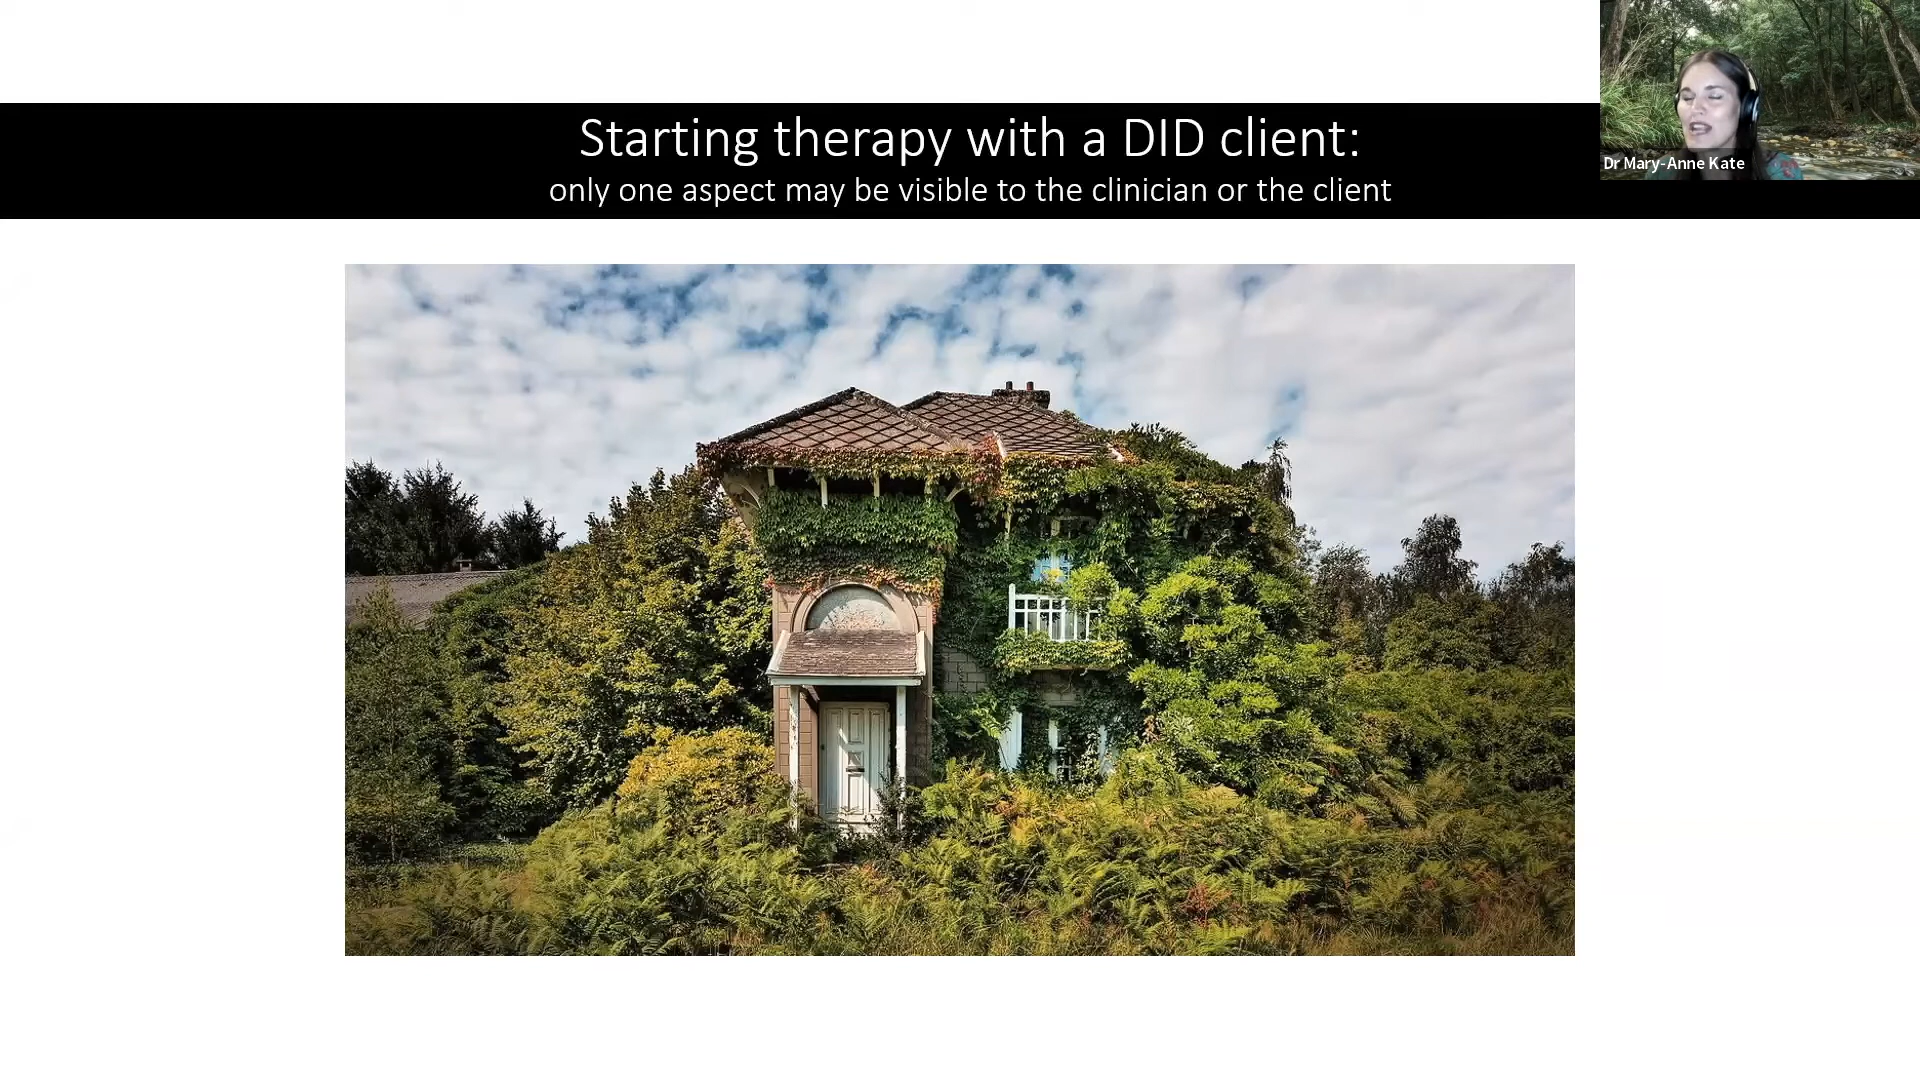 Starting therapy with a DID client:
only one aspect may be visible to the clinician or the client
Dr Mary-Anne Kate